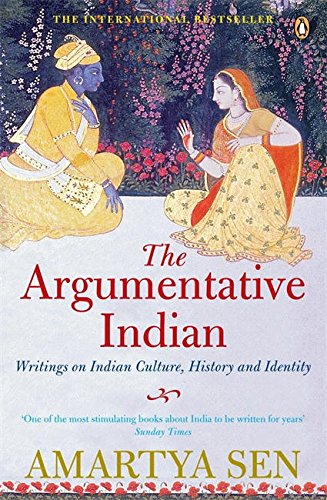 THE INTERNATIONAL BESTSELLER
The
Argumentative
Indian
Writings on Indian Culture, History and Identity
‘One of the most stimulating books about India to be written for years’
Sunday Times
AMARTYA SEN